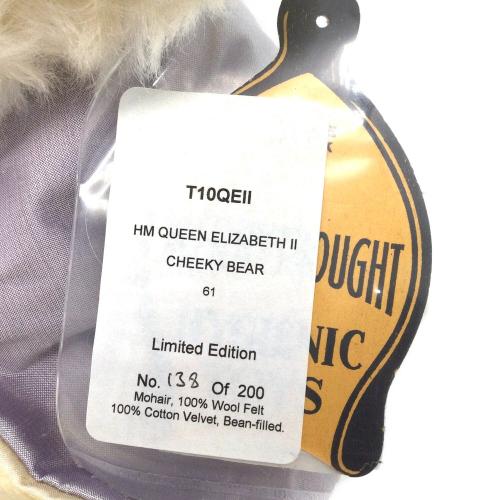 T10QEII
HM QUEEN ELIZABETH II
CHEEKY BEAR
61
Limited Edition
No. 138 Of 200
Mohair, 100% Wool Felt
100% Cotton Velvet, Bean-filled.
OUGHT
NIC
S